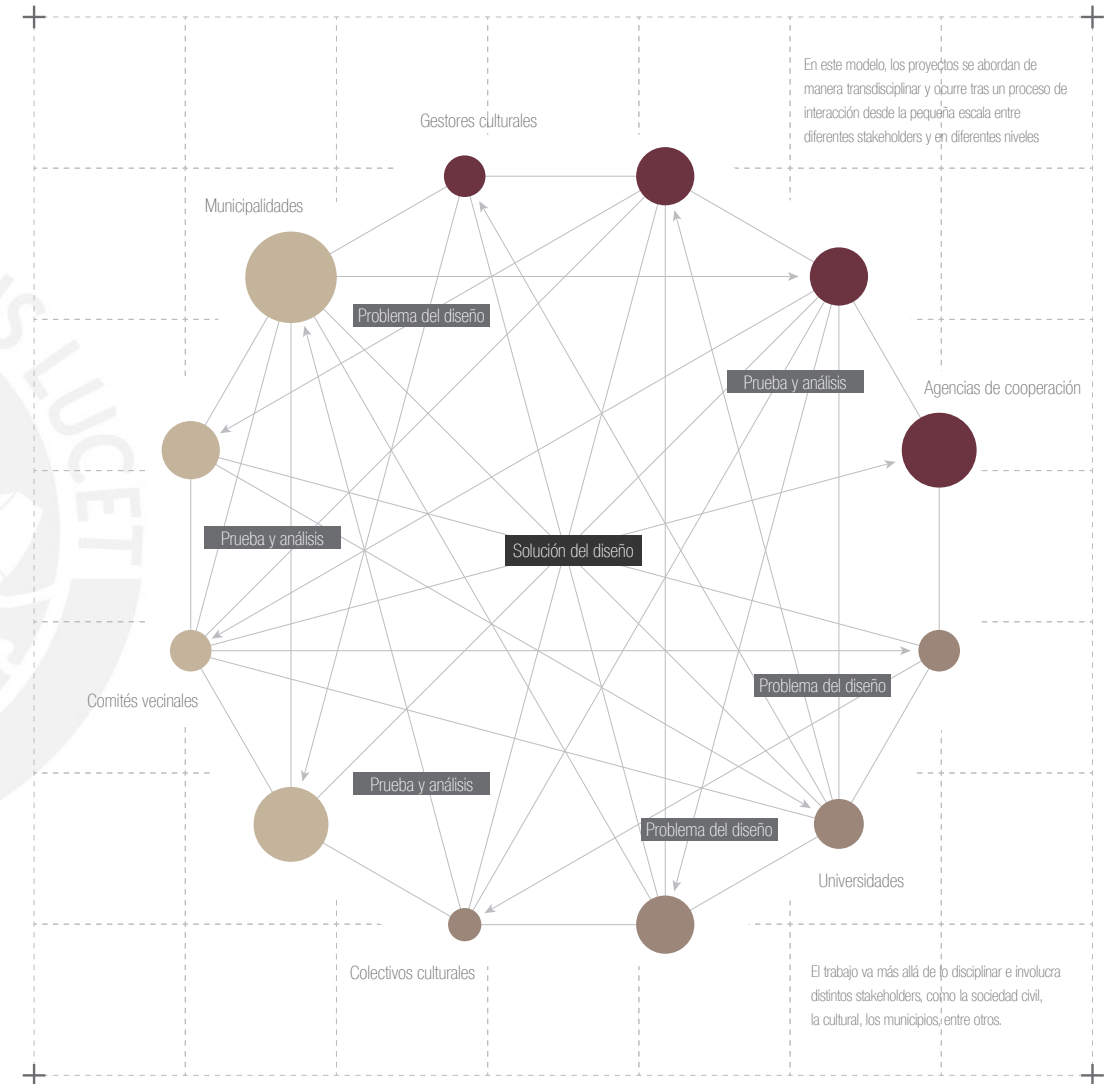 En este modelo, los proyectos se abordan de
manera transdisciplinar y ocurre tras un proceso de
interacción desde la pequeña escala entre
diferentes stakeholders y en diferentes niveles
Gestores culturales
Municipalidades
Problema del diseño
Prueba y análisis
Agencias de cooperación
Prueba y análisis
Solución del diseño
Problema del diseño
Comités vecinales
Prueba y análisis
Problema del diseño
Universidades
Colectivos culturales
El trabajo va más allá de lo disciplinar e involucra
distintos stakeholders, como la sociedad civil,
la cultural, los municipios, entre otros.
LUCET